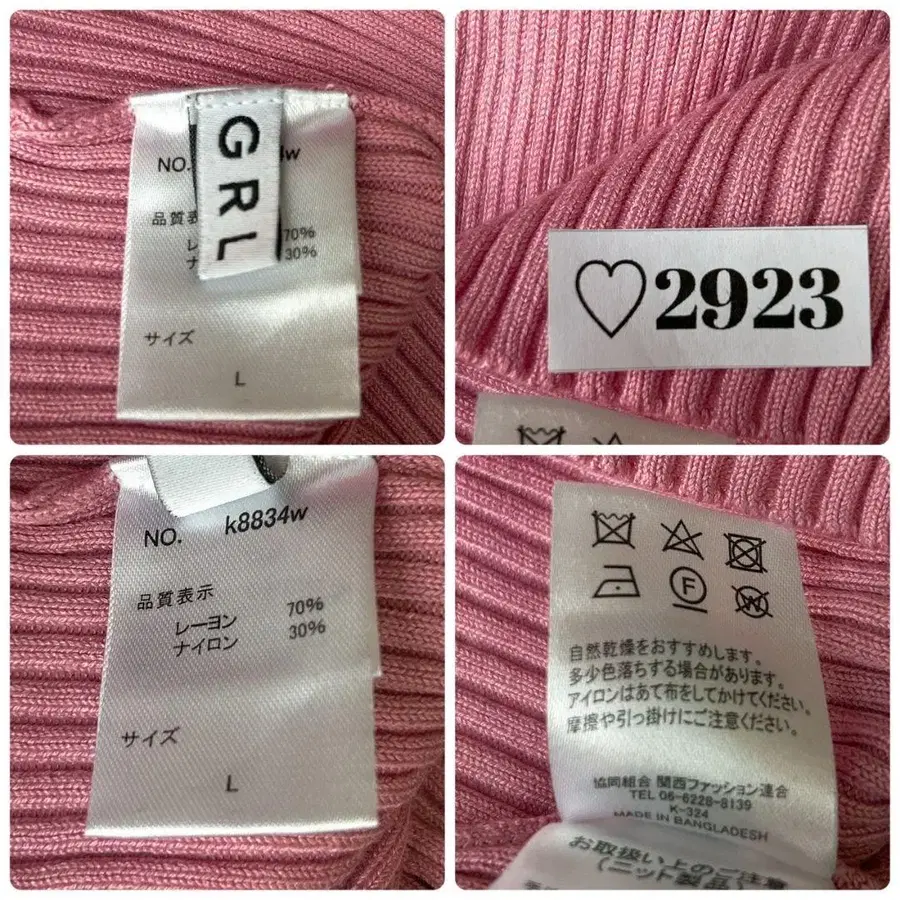 GRL
NO.
4w
品質表
70%
30%
サイズ
L
♡2923
NO. k8834w
品質表示
レーヨン 70%
ナイロン 30%
サイズ
L
F
W
自然乾燥をおすすめします。
多少色落ちする場合があります。
アイロンはあて布をしてかけてください。
摩擦や引っ掛けにご注意ください。
協同組合 関西ファッション連合
TEL 06-6228-8139
K-324
MADE IN BANGLADESH
お取扱い上のご注意
(ニット製品)